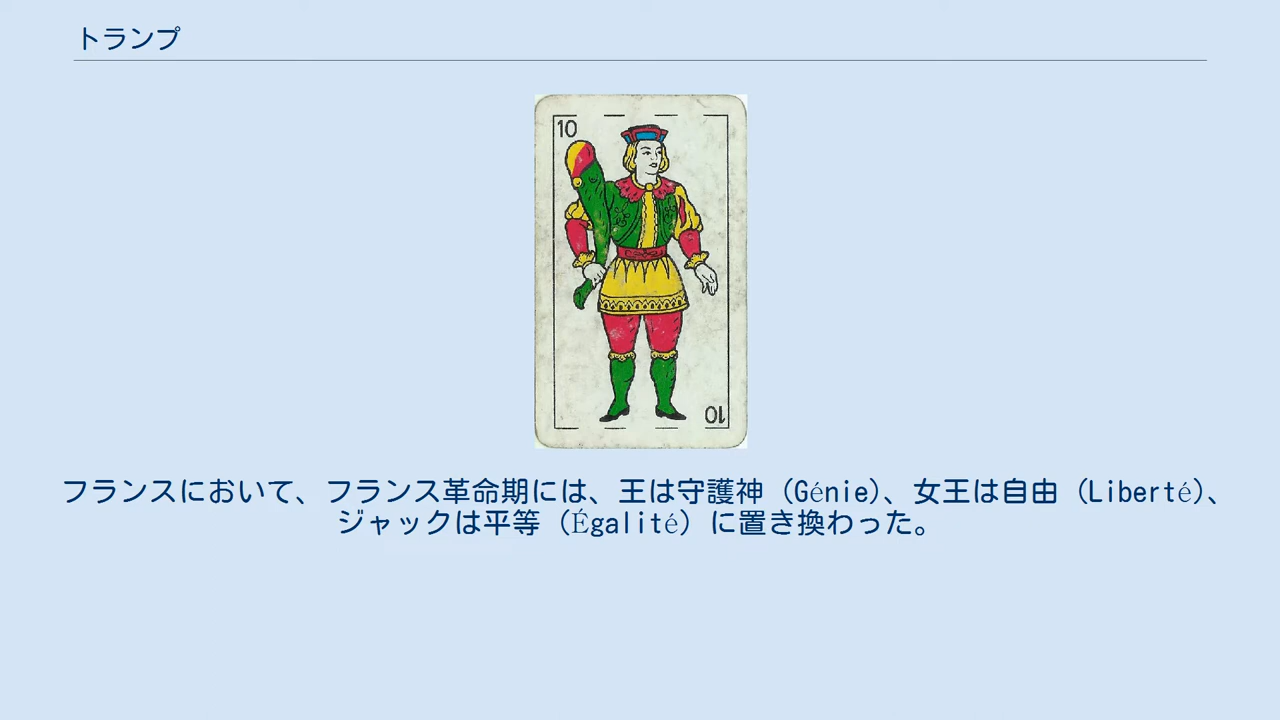 トランプ
10
10
フランスにおいて、フランス革命期には、王は守護神（Génie）、女王は自由（Liberté）、
ジャックは平等（Égalité）に置き換わった。